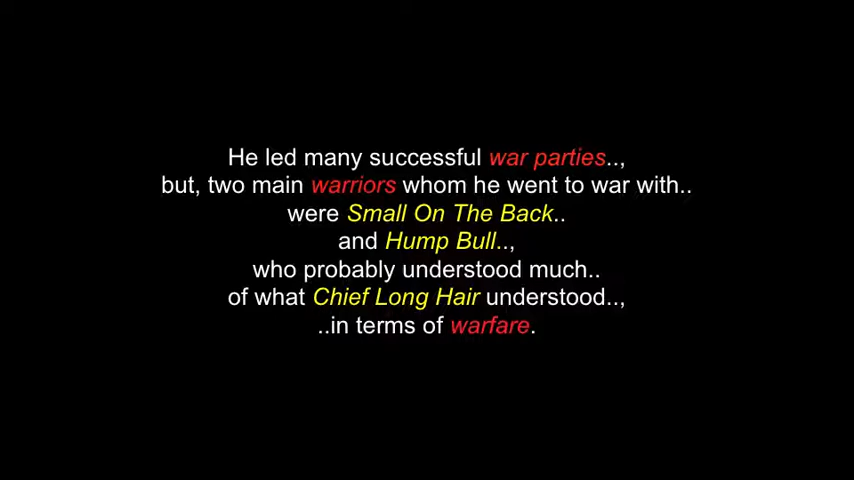 He led many successful war parties..,
but, two main warriors whom he went to war with..
were Small On The Back..
and Hump Bull..,
who probably understood much..
of what Chief Long Hair understood..,
..in terms of warfare.